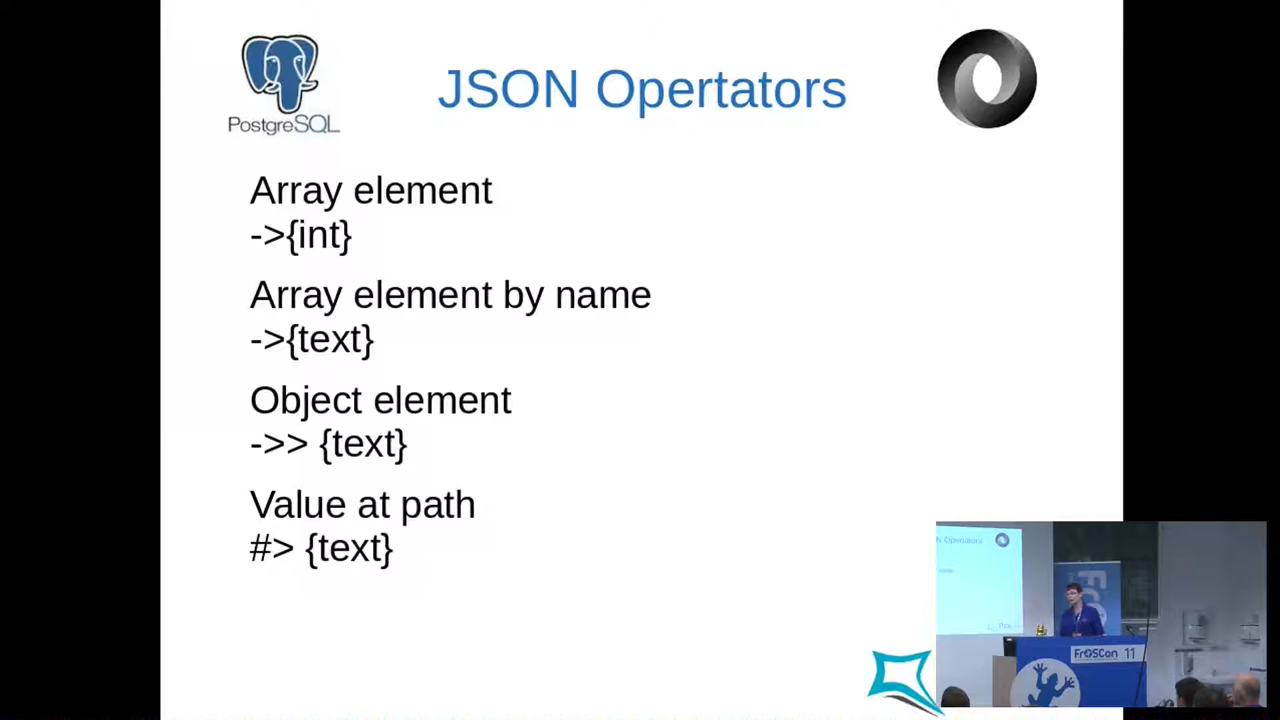 PostgreSQL
JSON Opertators
Array element
->{int}
Array element by name
->{text}
Object element
->> {text}
Value at path
#> {text}
N Opertators
FrOSCon 11